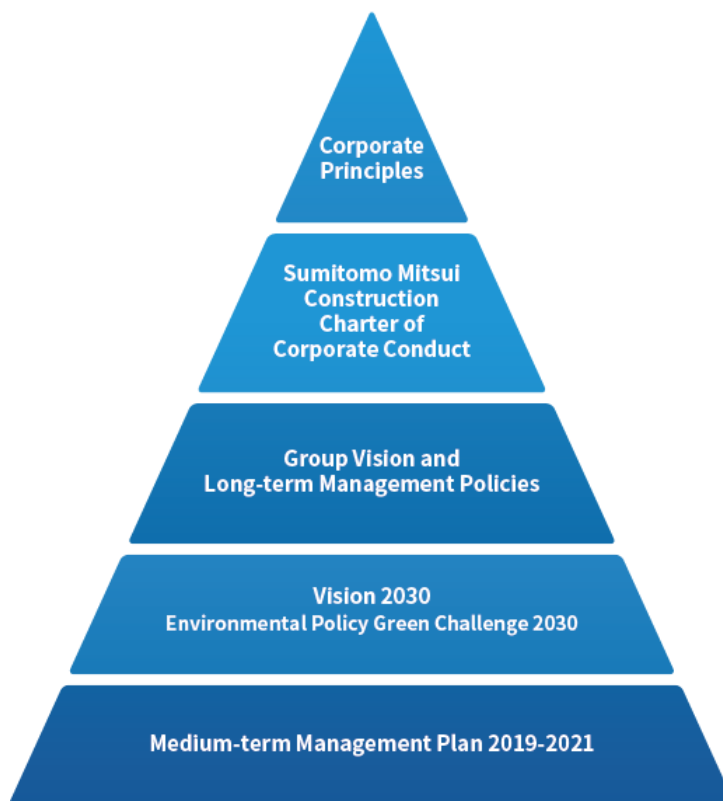 Corporate
Principles
Sumitomo Mitsui
Construction
Charter of
Corporate Conduct
Group Vision and
Long-term Management Policies
Vision 2030
Environmental Policy Green Challenge 2030
Medium-term Management Plan 2019-2021